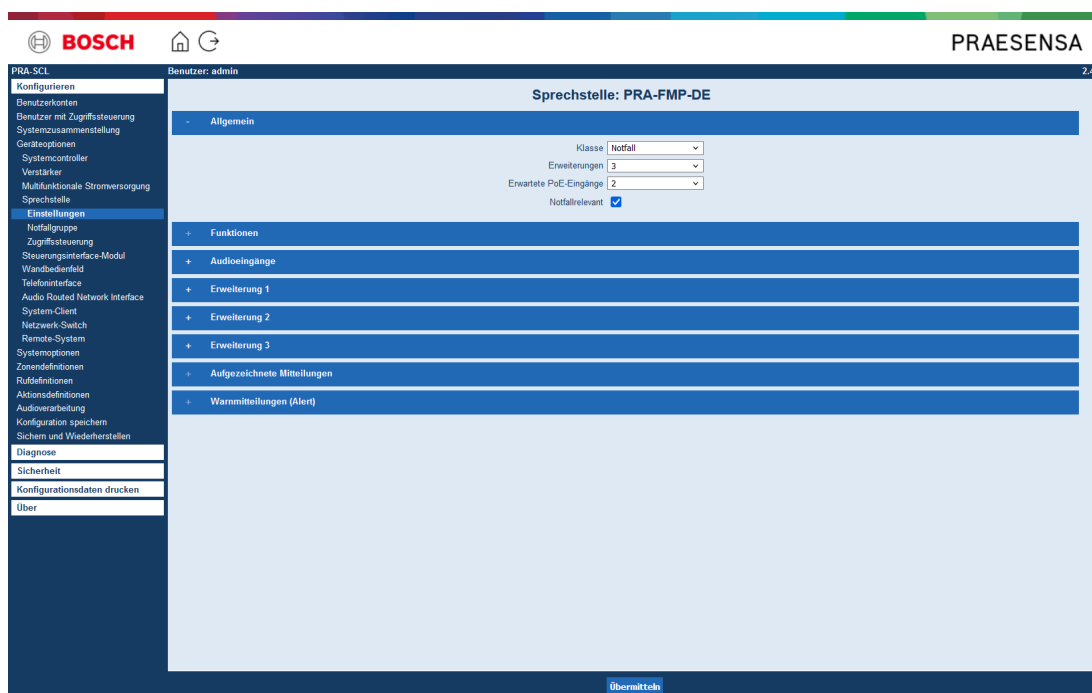 BOSCH
PRAESENSA
PRA-SCL
Benutzer: admin
2.4
Konfigurieren
Benutzerkonten
Benutzer mit Zugriffssteuerung
Systemzusammenstellung
Geräteoptionen
Systemcontroller
Verstärker
Multifunktionale Stromversorgung
Sprechstelle
Einstellungen
Notfallgruppe
Zugriffssteuerung
Steuerungsinterface-Modul
Wandbedienfeld
Telefoninterface
Audio Routed Network Interface
System-Client
Netzwerk-Switch
Remote-System
Systemoptionen
Zonendefinitionen
Rufdefinitionen
Aktionsdefinitionen
Audioverarbeitung
Konfiguration speichern
Sichern und Wiederherstellen
Diagnose
Sicherheit
Konfigurationsdaten drucken
Über
Sprechstelle: PRA-FMP-DE
- Allgemein
Klasse Notfall
Erweiterungen 3
Erwartete PoE-Eingänge 2
Notfallrelevant
+ Funktionen
+ Audioeingänge
+ Erweiterung 1
+ Erweiterung 2
+ Erweiterung 3
+ Aufgezeichnete Mitteilungen
+ Warnmitteilungen (Alert)
Übermitteln